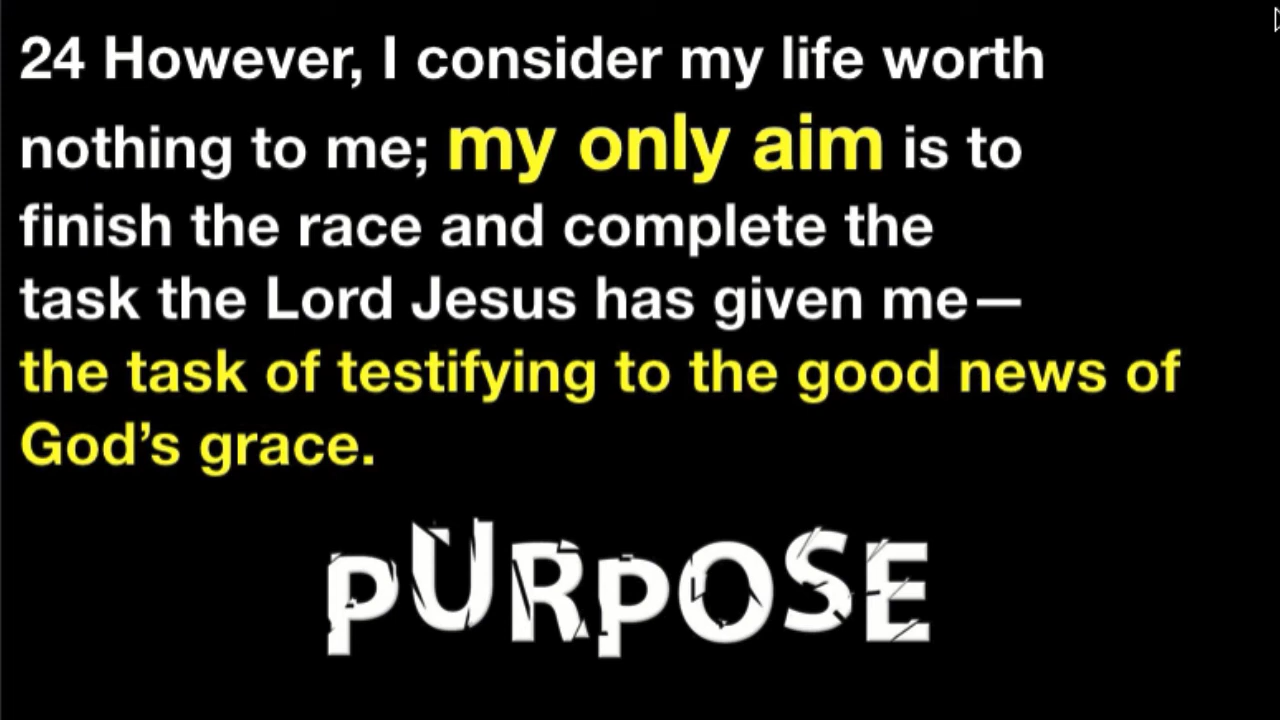 24 However, I consider my life worth
nothing to me; my only aim is to
finish the race and complete the
task the Lord Jesus has given me—
the task of testifying to the good news of
God’s grace.
PURPOSE